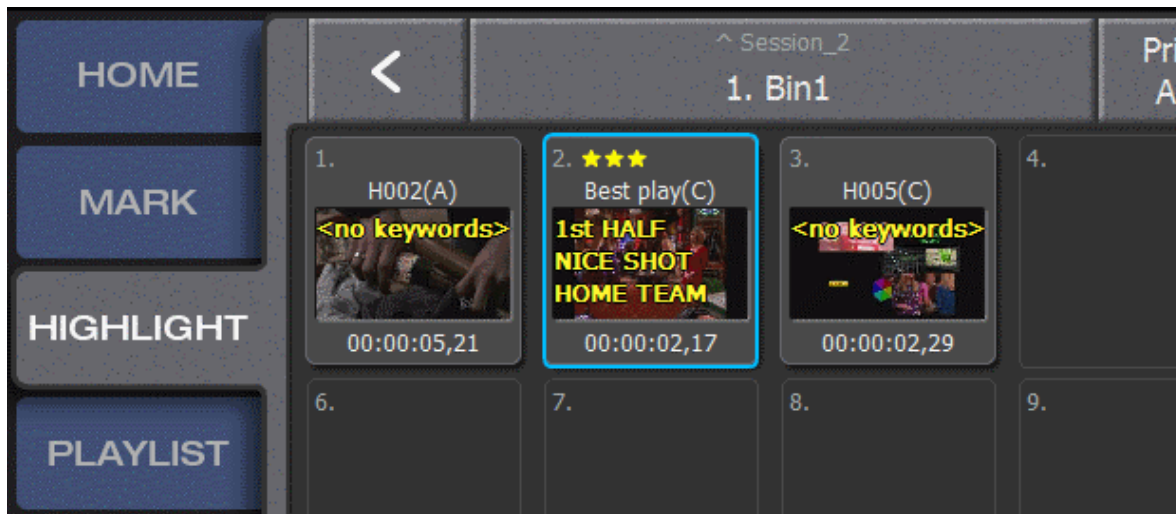 HOME
MARK
HIGHLIGHT
PLAYLIST
<
^ Session_2
1. Bin1
Pri
A
1.
H002(A)
<no keywords>
00:00:05,21
2. ★★★
Best play(C)
1st HALF
NICE SHOT
HOME TEAM
00:00:02,17
3.
H005(C)
<no keywords>
00:00:02,29
4.
6.
7.
8.
9.